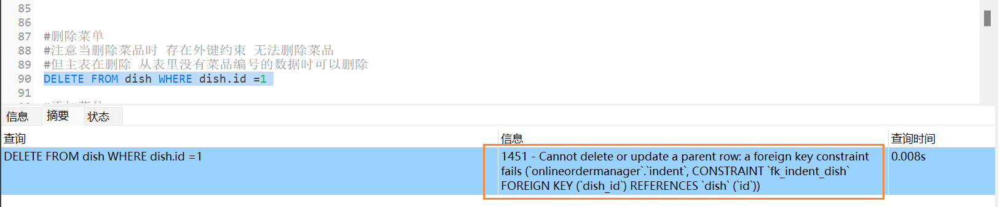 85
86
87 #删除菜单
88 #注意当删除菜品时 存在外键约束 无法删除菜品
89 #但主表在删除 从表里没有菜品编号的数据时可以删除
90 DELETE FROM dish WHERE dish.id =1
91
信息 摘要 状态
查询 信息 查询时间
DELETE FROM dish WHERE dish.id =1 1451 - Cannot delete or update a parent row: a foreign key constraint 0.008s
fails (`onlineordermanager`.`indent`, CONSTRAINT `fk_indent_dish`
FOREIGN KEY (`dish_id`) REFERENCES `dish` (`id`))